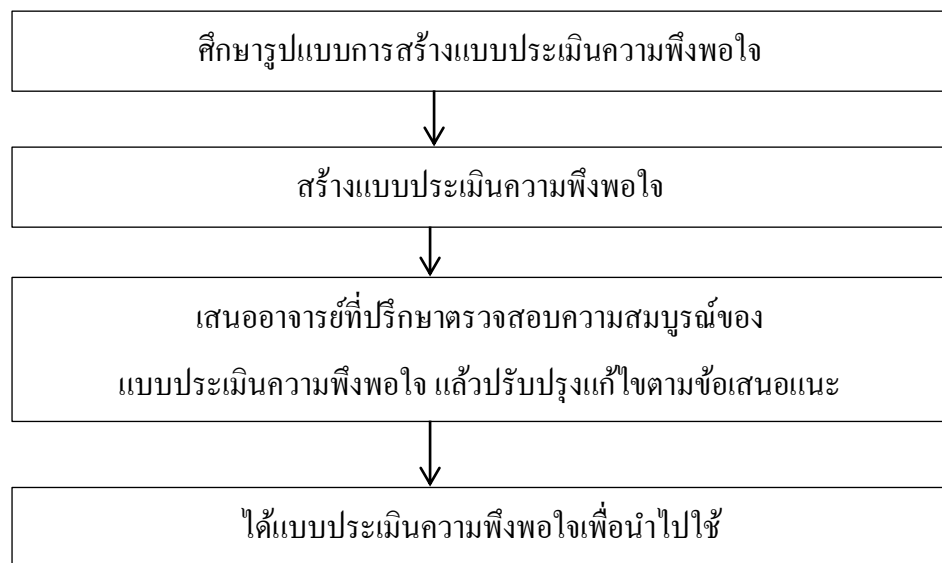 ศึกษารูปแบบการสร้างแบบประเมินความพึงพอใจ
สร้างแบบประเมินความพึงพอใจ
เสนออาจารย์ที่ปรึกษาตรวจสอบความสมบูรณ์ของ
แบบประเมินความพึงพอใจ แล้วปรับปรุงแก้ไขตามข้อเสนอแนะ
ได้แบบประเมินความพึงพอใจเพื่อนำไปใช้